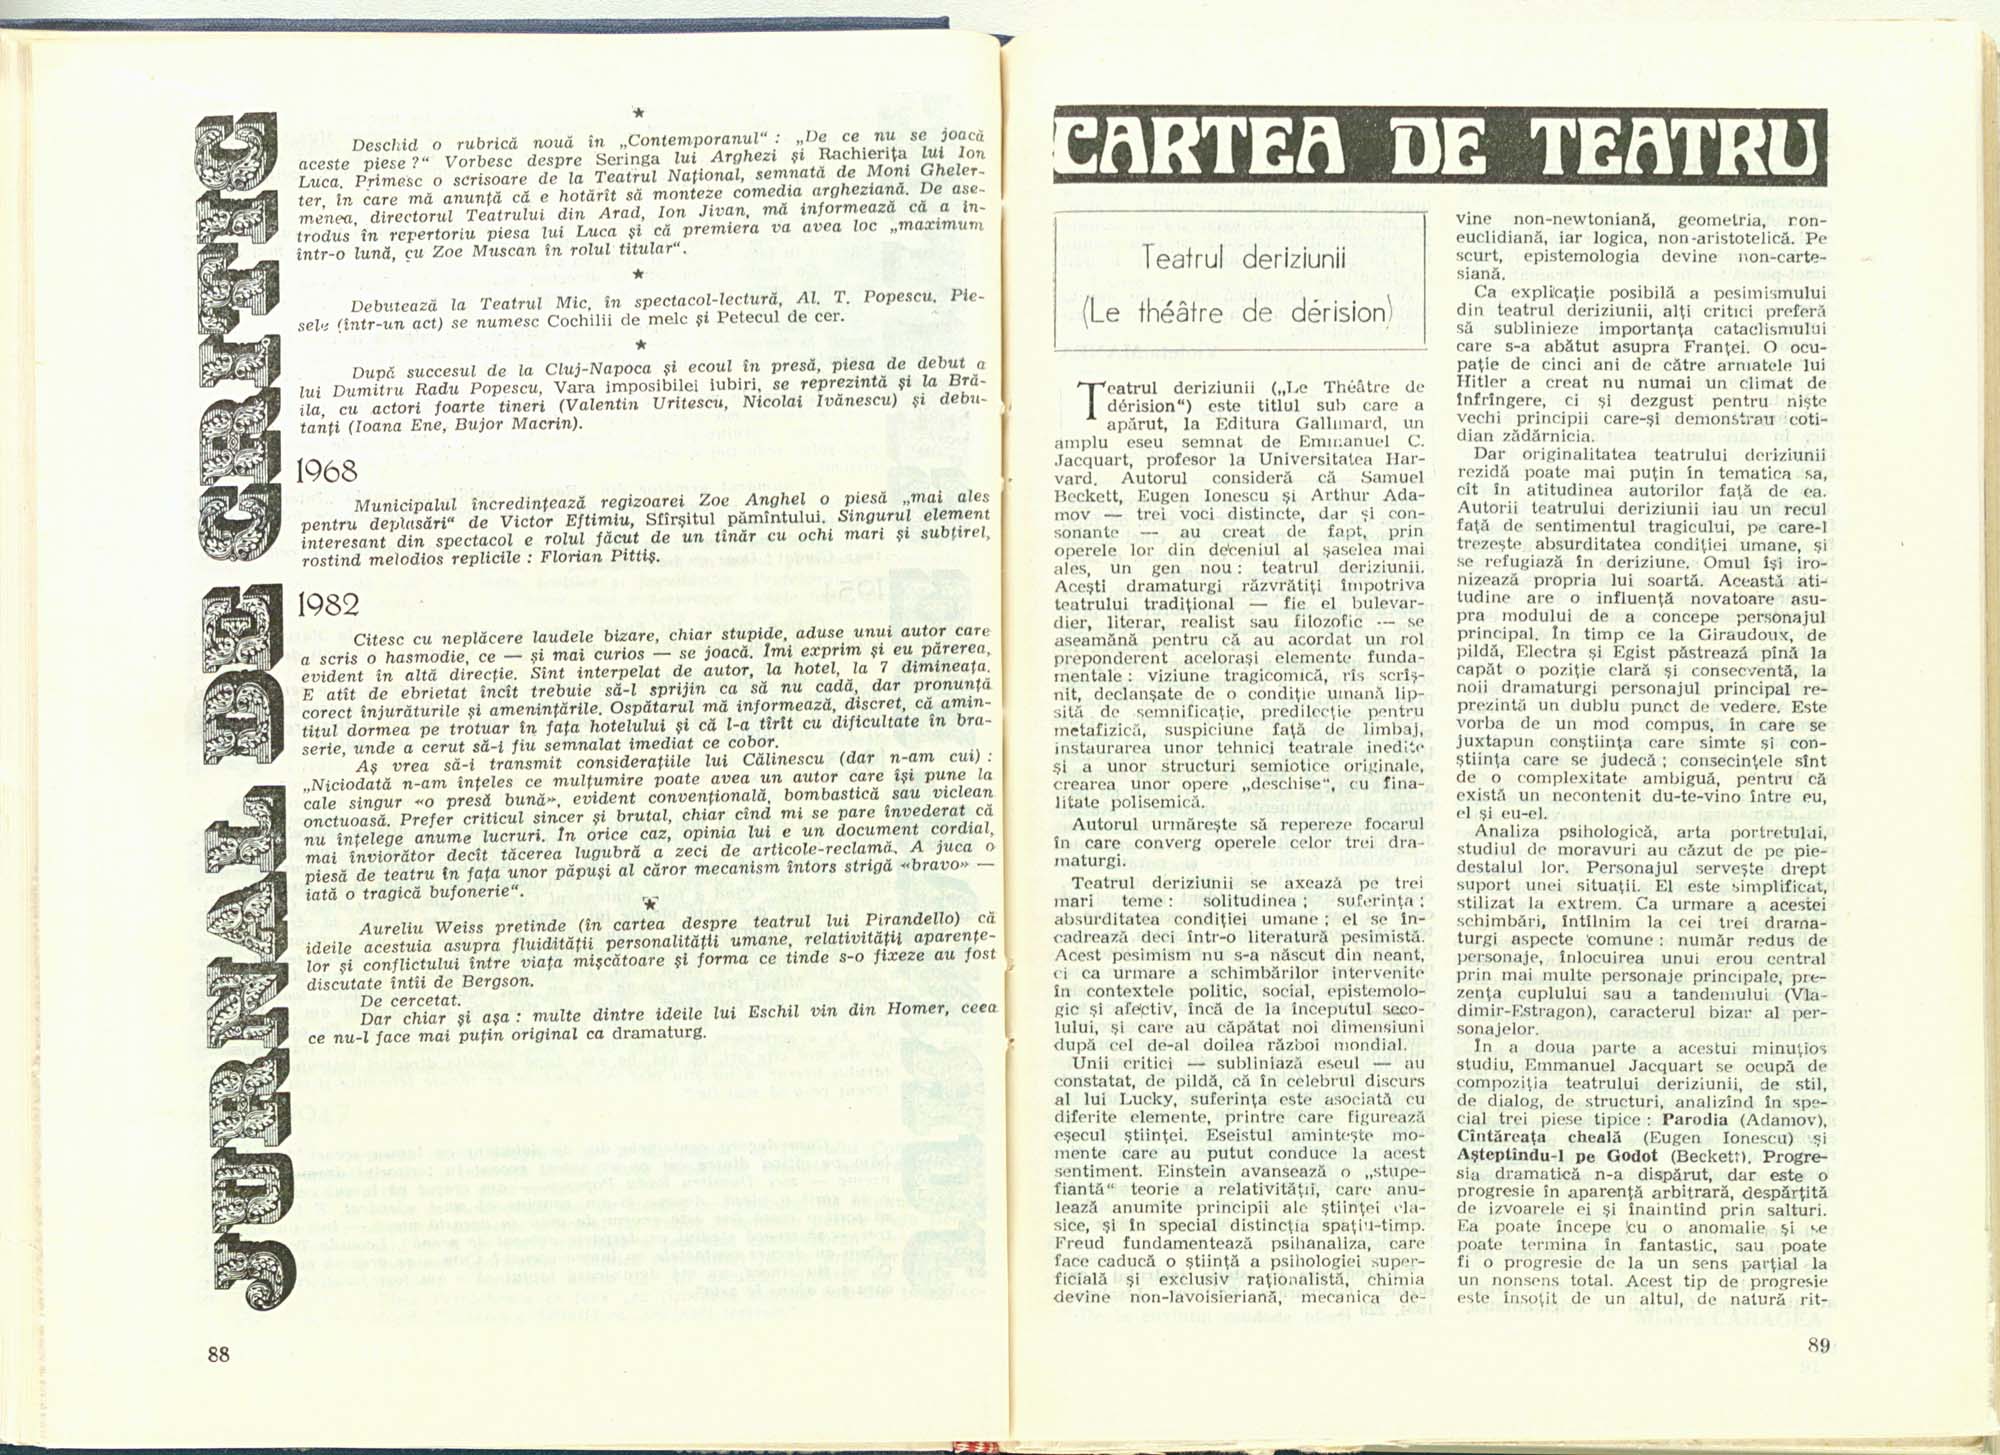 JURNAL DE CRITIC
★
Deschid o rubrică nouă în „Contemporanul“ : „De ce nu se joacă
aceste piese ?“ Vorbesc despre Seringa lui Arghezi și Rachierița lui Ion
Luca. Primesc o scrisoare de la Teatrul Național, semnată de Moni Gheler-
ter, în care mă anunță că e hotărît să monteze comedia argheziană. De ase-
menea, directorul Teatrului din Arad, Ion Jivan, mă informează că a in-
trodus în repertoriu piesa lui Luca și că premiera va avea loc „maximum
într-o lună, cu Zoe Muscan în rolul titular“.
★
Debutează la Teatrul Mic, în spectacol-lectură, Al. T. Popescu. Pie-
sele (într-un act) se numesc Cochilii de melc și Petecul de cer.
★
După succesul de la Cluj-Napoca și ecoul în presă, piesa de debut a
lui Dumitru Radu Popescu, Vara imposibilei iubiri, se reprezintă și la Bră-
ila, cu actori foarte tineri (Valentin Uritescu, Nicolai Ivănescu) și debu-
tanți (Ioana Ene, Bujor Macrin).
1968
Municipalul încredințează regizoarei Zoe Anghel o piesă „mai ales
pentru deplasări“ de Victor Eftimiu, Sfîrșitul pămîntului. Singurul element
interesant din spectacol e rolul făcut de un tînăr cu ochi mari și subțirel,
rostind melodios replicile : Florian Pittiș.
1982
Citesc cu neplăcere laudele bizare, chiar stupide, aduse unui autor care
a scris o hasmodie, ce — și mai curios — se joacă. Îmi exprim și eu părerea,
evident în altă direcție. Sînt interpelat de autor, la hotel, la 7 dimineața.
E atît de ebrietat încît trebuie să-l sprijin ca să nu cadă, dar pronunță
corect înjurăturile și amenințările. Ospătarul mă informează, discret, că amin-
titul dormea pe trotuar în fața hotelului și că l-a tîrît cu dificultate în bra-
serie, unde a cerut să-i fiu semnalat imediat ce cobor.
Aș vrea să-i transmit considerațiile lui Călinescu (dar n-am cui) :
„Niciodată n-am înțeles ce mulțumire poate avea un autor care își pune la
cale singur «o presă bună», evident convențională, bombastică sau viclean
onctuoasă. Prefer criticul sincer și brutal, chiar cînd mi se pare învederat că
nu înțelege anume lucruri. În orice caz, opinia lui e un document cordial,
mai înviorător decît tăcerea lugubră a zeci de articole-reclamă. A juca o
piesă de teatru în fața unor păpuși al căror mecanism întors strigă «bravo» —
iată o tragică bufonerie“.
★
Aureliu Weiss pretinde (în cartea despre teatrul lui Pirandello) că
ideile acestuia asupra fluidității personalității umane, relativității aparențe-
lor și conflictului între viața mișcătoare și forma ce tinde s-o fixeze au fost
discutate întîi de Bergson.
De cercetat.
Dar chiar și așa : multe dintre ideile lui Eschil vin din Homer, ceea
ce nu-l face mai puțin original ca dramaturg.
88
CARTEA DE TEATRU
Teatrul deriziunii
(Le théâtre de dérision)
Teatrul deriziunii („Le Théâtre de
dérision“) este titlul sub care a
apărut, la Editura Gallimard, un
amplu eseu semnat de Emmanuel C.
Jacquart, profesor la Universitatea Har-
vard. Autorul consideră că Samuel
Beckett, Eugen Ionescu și Arthur Ada-
mov — trei voci distincte, dar și con-
sonante — au creat de fapt, prin
operele lor din deceniul al șaselea mai
ales, un gen nou : teatrul deriziunii.
Acești dramaturgi răzvrătiți împotriva
teatrului tradițional — fie el bulevar-
dier, literar, realist sau filozofic — se
aseamănă pentru că au acordat un rol
preponderent acelorași elemente funda-
mentale : viziune tragicomică, rîs scrîș-
nit, declanșate de o condiție umană lip-
sită de semnificație, predilecție pentru
metafizică, suspiciune față de limbaj,
instaurarea unor tehnici teatrale inedite
și a unor structuri semiotice originale,
crearea unor opere „deschise“, cu fina-
litate polisemică.
Autorul urmărește să repereze focarul
în care converg operele celor trei dra-
maturgi.
Teatrul deriziunii se axează pe trei
mari teme : solitudinea ; suferința ;
absurditatea condiției umane ; el se în-
cadrează deci într-o literatură pesimistă.
Acest pesimism nu s-a născut din neant,
ci ca urmare a schimbărilor intervenite
în contextele politic, social, epistemolo-
gic și afectiv, încă de la începutul seco-
lului, și care au căpătat noi dimensiuni
după cel de-al doilea război mondial.
Unii critici — subliniază eseul — au
constatat, de pildă, că în celebrul discurs
al lui Lucky, suferința este asociată cu
diferite elemente, printre care figurează
eșecul științei. Eseistul amintește mo-
mente care au putut conduce la acest
sentiment. Einstein avansează o „stupe-
fiantă“ teorie a relativității, care anu-
lează anumite principii ale științei cla-
sice, și în special distincția spațiu-timp.
Freud fundamentează psihanaliza, care
face caducă o știință a psihologiei super-
ficială și exclusiv raționalistă, chimia
devine non-lavoisieriană, mecanica de-
vine non-newtoniană, geometria, non-
euclidiană, iar logica, non-aristotelică. Pe
scurt, epistemologia devine non-carte-
siană.
Ca explicație posibilă a pesimismului
din teatrul deriziunii, alți critici preferă
să sublinieze importanța cataclismului
care s-a abătut asupra Franței. O ocu-
pație de cinci ani de către armatele lui
Hitler a creat nu numai un climat de
înfrîngere, ci și dezgust pentru niște
vechi principii care-și demonstrau coti-
dian zădărnicia.
Dar originalitatea teatrului deriziunii
rezidă poate mai puțin în tematica sa,
cît în atitudinea autorilor față de ea.
Autorii teatrului deriziunii iau un recul
față de sentimentul tragicului, pe care-l
trezește absurditatea condiției umane, și
se refugiază în deriziune. Omul își iro-
nizează propria lui soartă. Această ati-
tudine are o influență novatoare asu-
pra modului de a concepe personajul
principal. În timp ce la Giraudoux, de
pildă, Electra și Egist păstrează pînă la
capăt o poziție clară și consecventă, la
noii dramaturgi personajul principal re-
prezintă un dublu punct de vedere. Este
vorba de un mod compus, în care se
juxtapun conștiința care simte și con-
știința care se judecă ; consecințele sînt
de o complexitate ambiguă, pentru că
există un necontenit du-te-vino între eu,
el și eu-el.
Analiza psihologică, arta portretului,
studiul de moravuri au căzut de pe pie-
destalul lor. Personajul servește drept
suport unei situații. El este simplificat,
stilizat la extrem. Ca urmare a acestei
schimbări, întîlnim la cei trei drama-
turgi aspecte comune : număr redus de
personaje, înlocuirea unui erou central
prin mai multe personaje principale, pre-
zența cuplului sau a tandemului (Vla-
dimir-Estragon), caracterul bizar al per-
sonajelor.
În a doua parte a acestui minuțios
studiu, Emmanuel Jacquart se ocupă de
compoziția teatrului deriziunii, de stil,
de dialog, de structuri, analizînd în spe-
cial trei piese tipice : Parodia (Adamov),
Cîntăreața cheală (Eugen Ionescu) și
Așteptîndu-l pe Godot (Beckett). Progre-
sia dramatică n-a dispărut, dar este o
progresie în aparență arbitrară, despărțită
de izvoarele ei și înaintînd prin salturi.
Ea poate începe cu o anomalie și se
poate termina în fantastic, sau poate
fi o progresie de la un sens parțial la
un nonsens total. Acest tip de progresie
este însoțit de un altul, de natură rit-
89